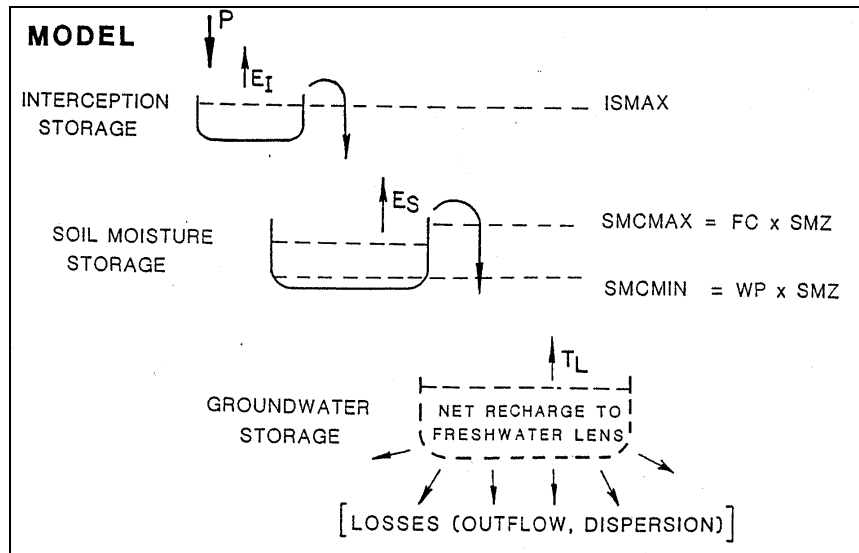 MODEL
P
E_I
INTERCEPTION
STORAGE
ISMAX
E_S
SMCMAX = FC x SMZ
SOIL MOISTURE
STORAGE
SMCMIN = WP x SMZ
T_L
GROUNDWATER
STORAGE
NET RECHARGE TO
FRESHWATER LENS
[LOSSES (OUTFLOW, DISPERSION)]